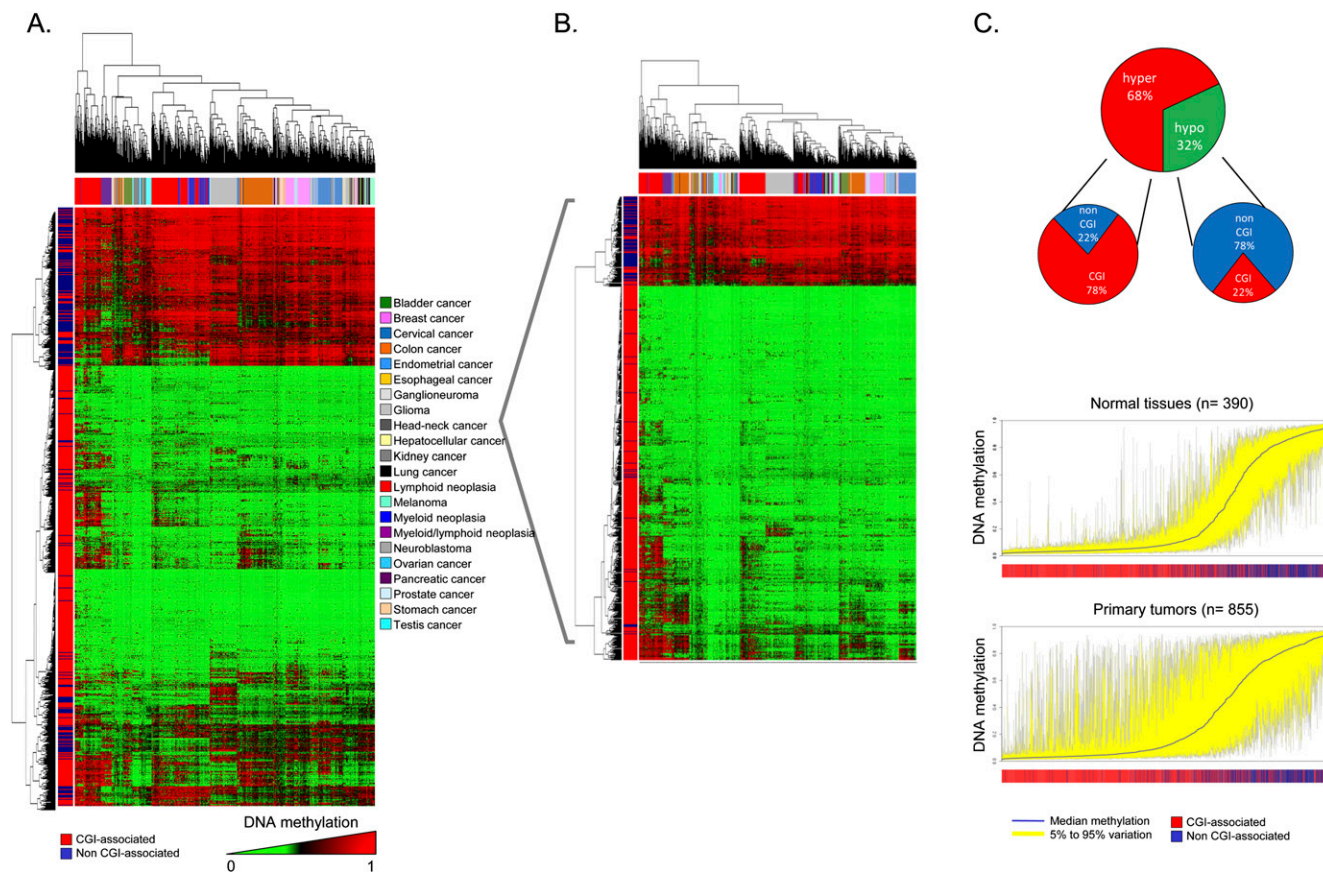 A.
B.
C.
hyper
68%
hypo
32%
non
CGI
22%
CGI
78%
non
CGI
78%
CGI
22%
Bladder cancer
Breast cancer
Cervical cancer
Colon cancer
Endometrial cancer
Esophageal cancer
Ganglioneuroma
Glioma
Head-neck cancer
Hepatocellular cancer
Kidney cancer
Lung cancer
Lymphoid neoplasia
Melanoma
Myeloid neoplasia
Myeloid/lymphoid neoplasia
Neuroblastoma
Ovarian cancer
Pancreatic cancer
Prostate cancer
Stomach cancer
Testis cancer
Normal tissues (n= 390)
DNA methylation
Primary tumors (n= 855)
DNA methylation
Median methylation
5% to 95% variation
CGI-associated
Non CGI-associated
CGI-associated
Non CGI-associated
DNA methylation
0
1